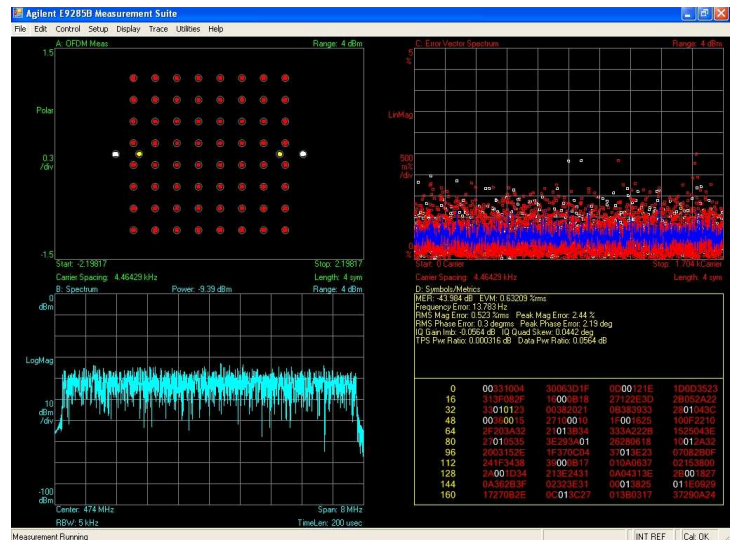 Agilent E9285B Measurement Suite
File Edit Control Setup Display Trace Utilities Help
A: OFDM Meas Range: 4 dBm
1.5
Polar
0.3
/div
-1.5
Start: -2.19817 Stop: 2.19817
Carrier Spacing: 4.46429 kHz Length: 4 sym
C: Error Vector Spectrum Range: 4 dBm
5
%
LinMag
500
m%
/div
0
%
Start: 0 Carrier Stop: 1.704 kCarrier
Carrier Spacing: 4.46429 kHz Length: 4 sym
B: Spectrum Power: -9.39 dBm Range: 4 dBm
0
dBm
LogMag
10
dBm
/div
-100
dBm
Center: 474 MHz Span: 8 MHz
RBW: 5 kHz TimeLen: 200 usec
D: Symbols/Metrics
MER: -43.984 dB EVM: 0.63209 %rms
Frequency Error: 13.783 Hz
RMS Mag Error: 0.523 %rms Peak Mag Error: 2.44 %
RMS Phase Error: 0.3 degrms Peak Phase Error: 2.19 deg
IQ Gain Imb: -0.0561 dB IQ Quad Skew: 0.0442 deg
TPS Pwr Ratio: 0.000316 dB Data Pwr Ratio: 0.0564 dB
0 00331004 30063D1F 0D00121E 1D0D3523
16 313F082F 16000B18 27122E3D 2B052A22
32 33010123 00382021 0B383933 2801043C
48 00360015 27100010 1F001625 100F2210
64 2F203A32 21013B34 333A222B 1525043E
80 27010535 3E293A01 26280618 10012A32
96 2003152E 1F370C04 37013E23 07082B0F
112 241F3438 39000B17 010A0637 02153800
128 2A001D34 213E2431 0A04313E 2B001827
144 0A362B3F 02323E31 00013825 011E0929
160 17270B2E 0C013C27 013B0317 37290A24
Measurement Running INT REF Cal: OK